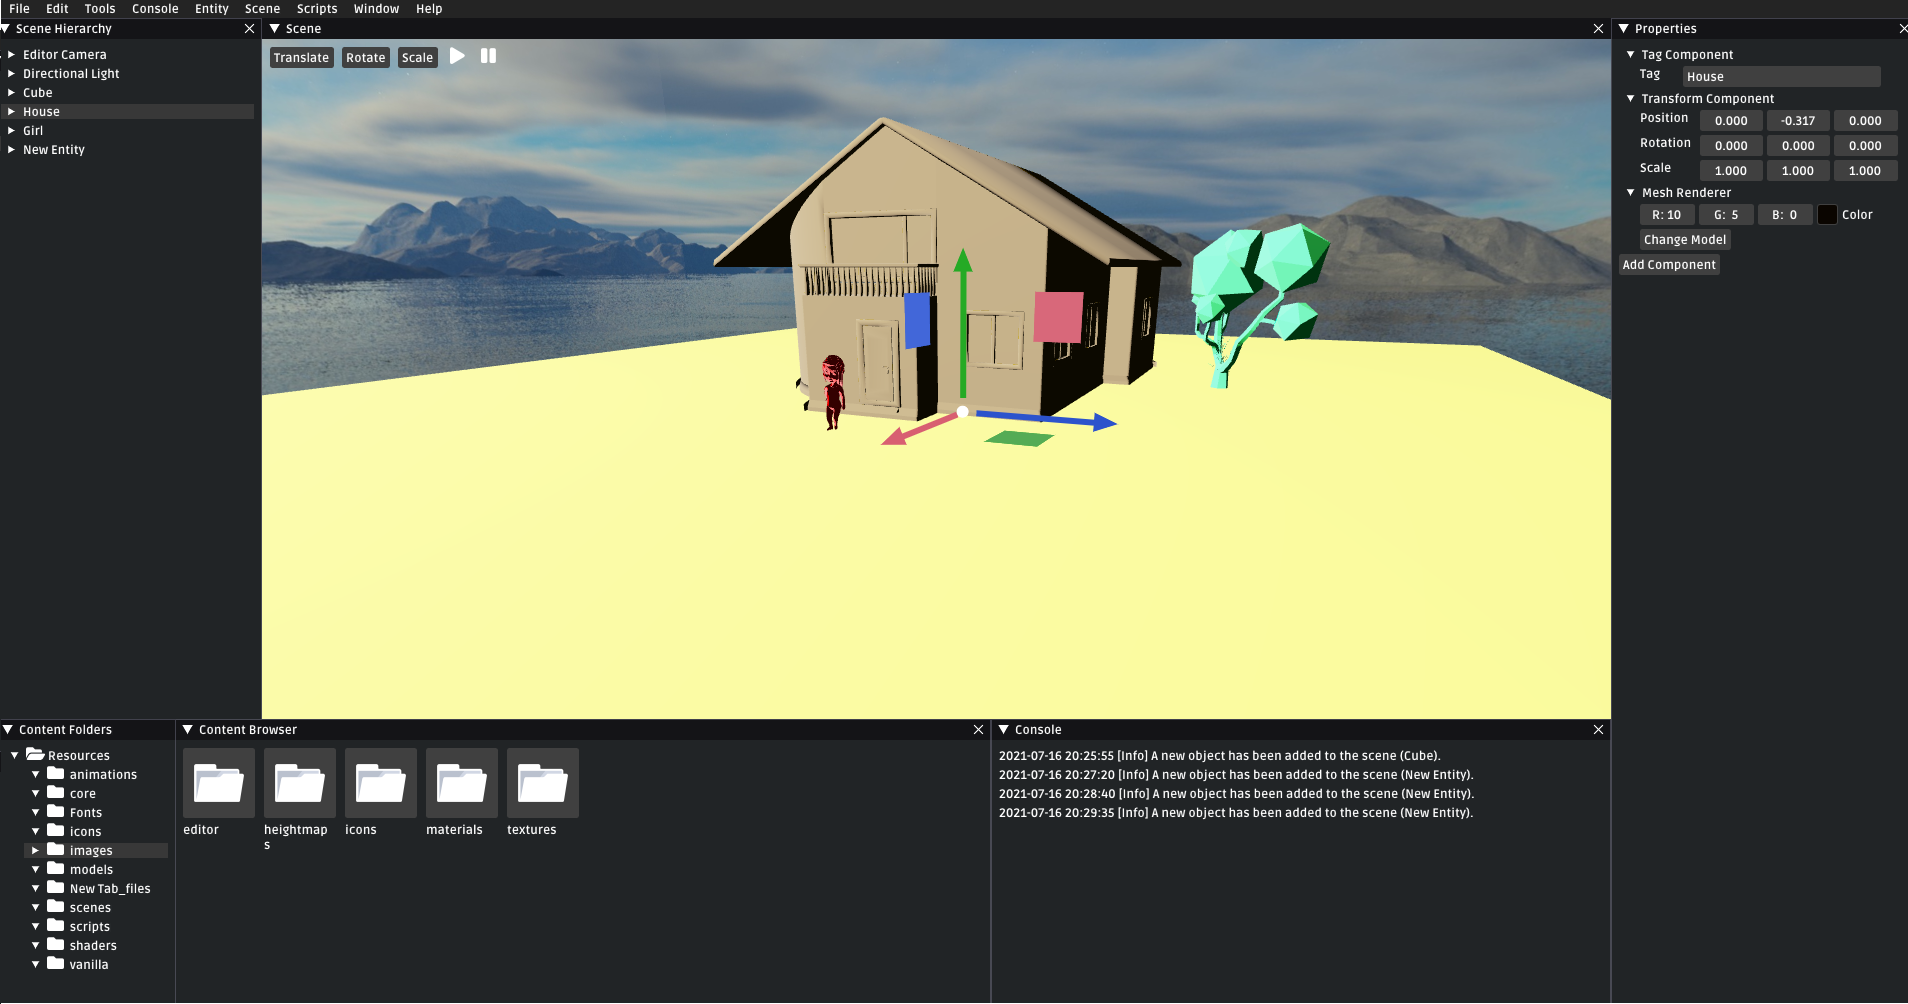 File Edit Tools Console Entity Scene Scripts Window Help
Scene Hierarchy
Editor Camera
Directional Light
Cube
House
Girl
New Entity
Scene
Translate Rotate Scale
Properties
Tag Component
Tag House
Transform Component
Position 0.000 -0.317 0.000
Rotation 0.000 0.000 0.000
Scale 1.000 1.000 1.000
Mesh Renderer
R: 10 G: 5 B: 0 Color
Change Model
Add Component
Content Folders
Resources
animations
core
Fonts
icons
images
models
New Tab_files
scenes
scripts
shaders
vanilla
Content Browser
editor
heightmap
s
icons
materials
textures
Console
2021-07-16 20:25:55 [Info] A new object has been added to the scene (Cube).
2021-07-16 20:27:20 [Info] A new object has been added to the scene (New Entity).
2021-07-16 20:28:40 [Info] A new object has been added to the scene (New Entity).
2021-07-16 20:29:35 [Info] A new object has been added to the scene (New Entity).